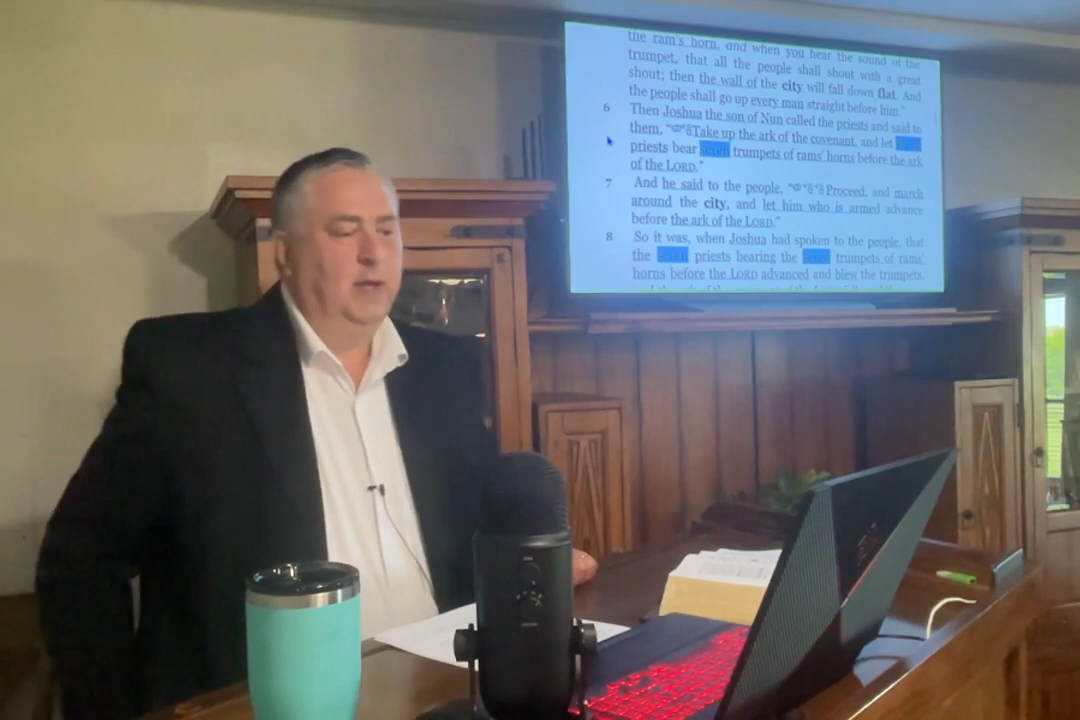 the ram's horn, and when you hear the sound of the
trumpet, that all the people shall shout with a great
shout; then the wall of the city will fall down flat. And
the people shall go up every man straight before him."
6 Then Joshua the son of Nun called the priests and said to
them, "Take up the ark of the covenant, and let seven
priests bear seven trumpets of rams' horns before the ark
of the LORD."
7 And he said to the people, "Proceed, and march
around the city, and let him who is armed advance
before the ark of the LORD."
8 So it was, when Joshua had spoken to the people, that
the seven priests bearing the seven trumpets of rams'
horns before the LORD advanced and blew the trumpets,